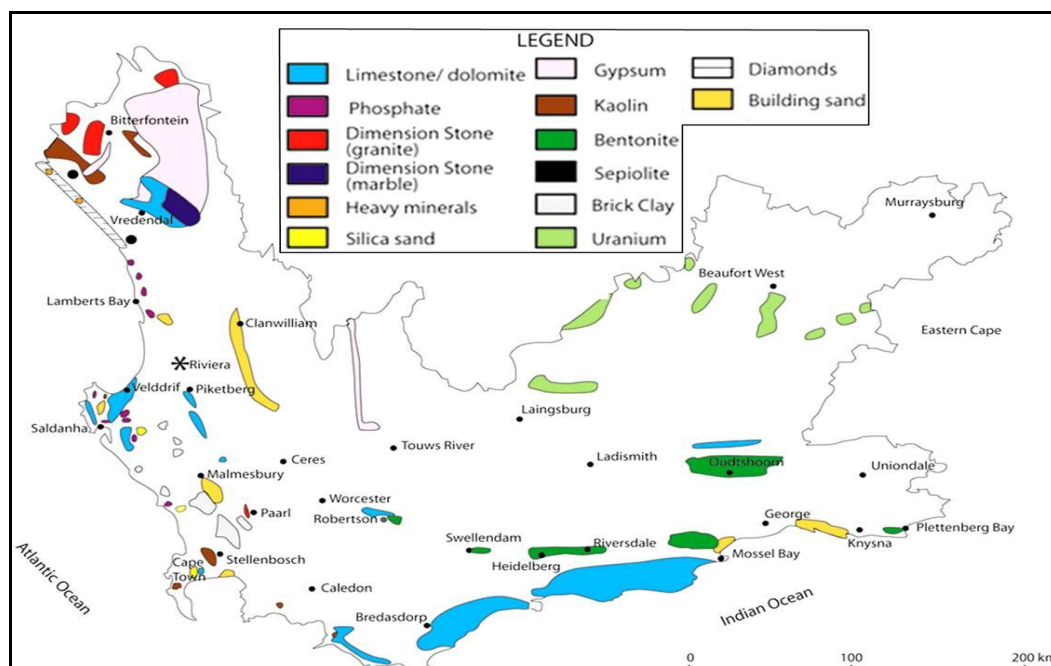 LEGEND
Limestone/ dolomite
Phosphate
Dimension Stone
(granite)
Dimension Stone
(marble)
Heavy minerals
Silica sand
Gypsum
Kaolin
Bentonite
Sepiolite
Brick Clay
Uranium
Diamonds
Building sand
Bitterfontein
Vredendal
Murraysburg
Beaufort West
Lamberts Bay
Clanwilliam
Eastern Cape
Riviera
Velddrif
Piketberg
Laingsburg
Saldanha
Touws River
Ceres
Ladismith
Oudtshoorn
Uniondale
Malmesbury
Worcester
Paarl
Robertson
George
Plettenberg Bay
Knysna
Swellendam
Riversdale
Heidelberg
Mossel Bay
Stellenbosch
Cape
Town
Caledon
Bredasdorp
Atlantic Ocean
Indian Ocean
0 100 200 km